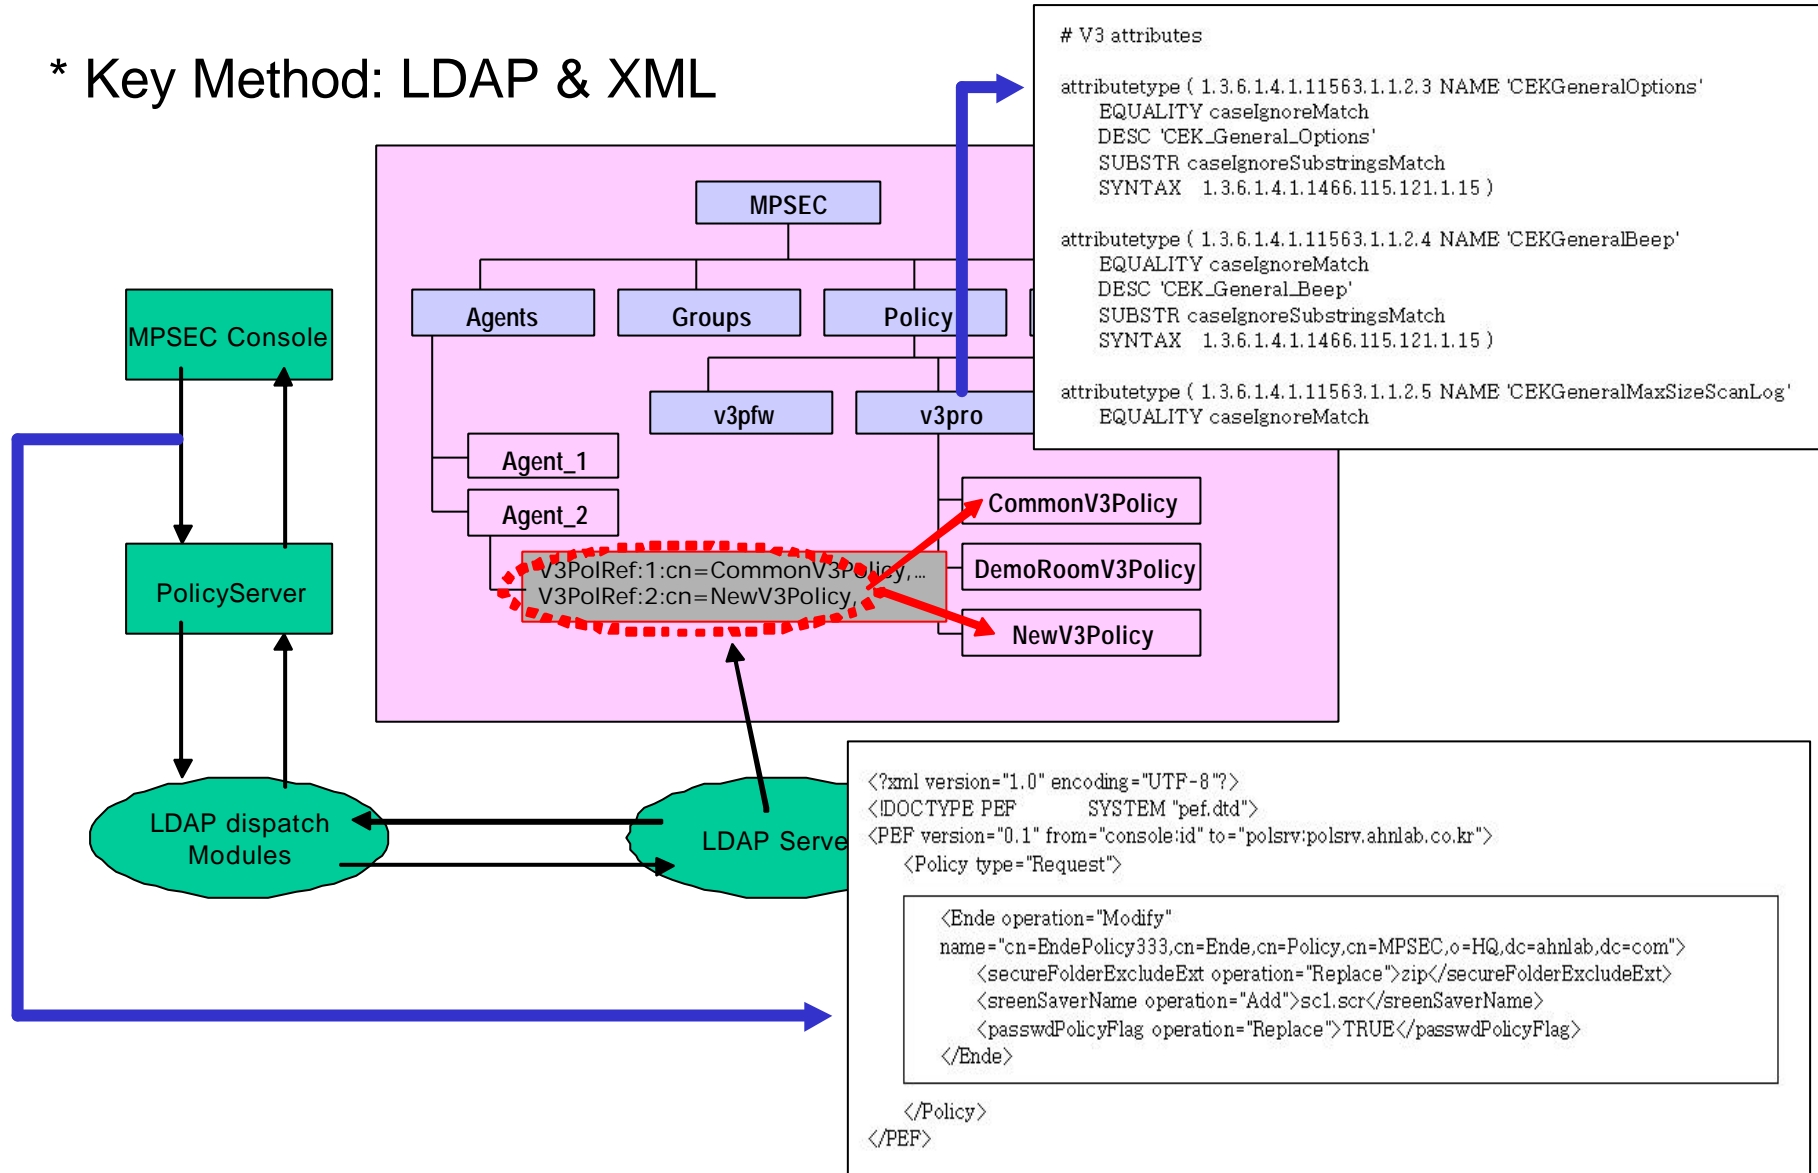 * Key Method: LDAP & XML
# V3 attributes
attributetype ( 1.3.6.1.4.1.11563.1.1.2.3 NAME 'CEKGeneralOptions'
EQUALITY caseIgnoreMatch
DESC 'CEK_General_Options'
SUBSTR caseIgnoreSubstringsMatch
SYNTAX 1.3.6.1.4.1.1466.115.121.1.15 )
attributetype ( 1.3.6.1.4.1.11563.1.1.2.4 NAME 'CEKGeneralBeep'
EQUALITY caseIgnoreMatch
DESC 'CEK_General_Beep'
SUBSTR caseIgnoreSubstringsMatch
SYNTAX 1.3.6.1.4.1.1466.115.121.1.15 )
attributetype ( 1.3.6.1.4.1.11563.1.1.2.5 NAME 'CEKGeneralMaxSizeScanLog'
EQUALITY caseIgnoreMatch
MPSEC
Agents
Groups
Policy
v3pfw
v3pro
Agent_1
Agent_2
V3PolRef:1:cn=CommonV3Policy,...
V3PolRef:2:cn=NewV3Policy,
CommonV3Policy
DemoRoomV3Policy
NewV3Policy
MPSEC Console
PolicyServer
LDAP dispatch
Modules
LDAP Serve
<?xml version="1.0" encoding="UTF-8"?>
<!DOCTYPE PEF SYSTEM "pef.dtd">
<PEF version="0.1" from="console:id" to="polsrv:polsrv.ahnlab.co.kr">
<Policy type="Request">
<Ende operation="Modify"
name="cn=EndePolicy333,cn=Ende,cn=Policy,cn=MPSEC,o=HQ,dc=ahnlab,dc=com">
<secureFolderExcludeExt operation="Replace">zip</secureFolderExcludeExt>
<sreenSaverName operation="Add">sc1.scr</sreenSaverName>
<passwdPolicyFlag operation="Replace">TRUE</passwdPolicyFlag>
</Ende>
</Policy>
</PEF>